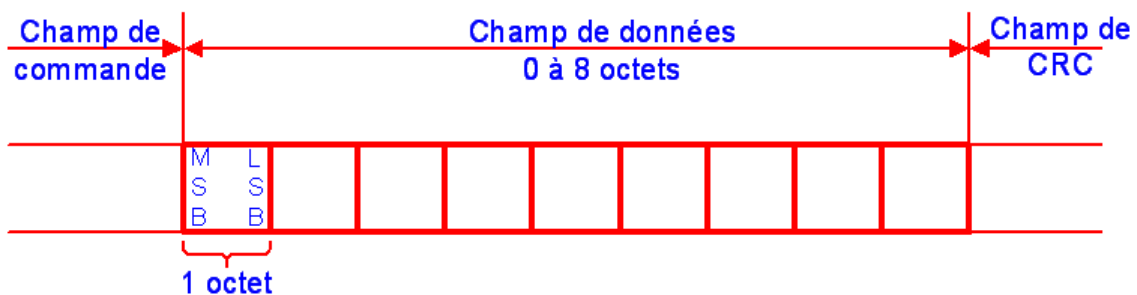 Champ de
commande
Champ de données
0 à 8 octets
Champ de
CRC
M L
S S
B B
1 octet